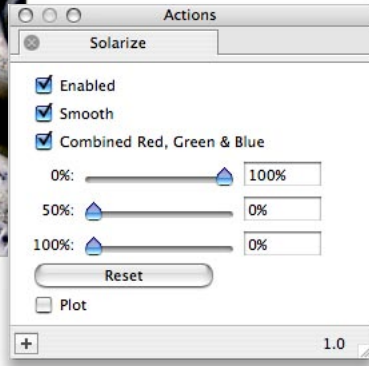 Actions
Solarize
Enabled
Smooth
Combined Red, Green & Blue
0%: 100%
50%: 0%
100%: 0%
Reset
Plot
+ 1.0